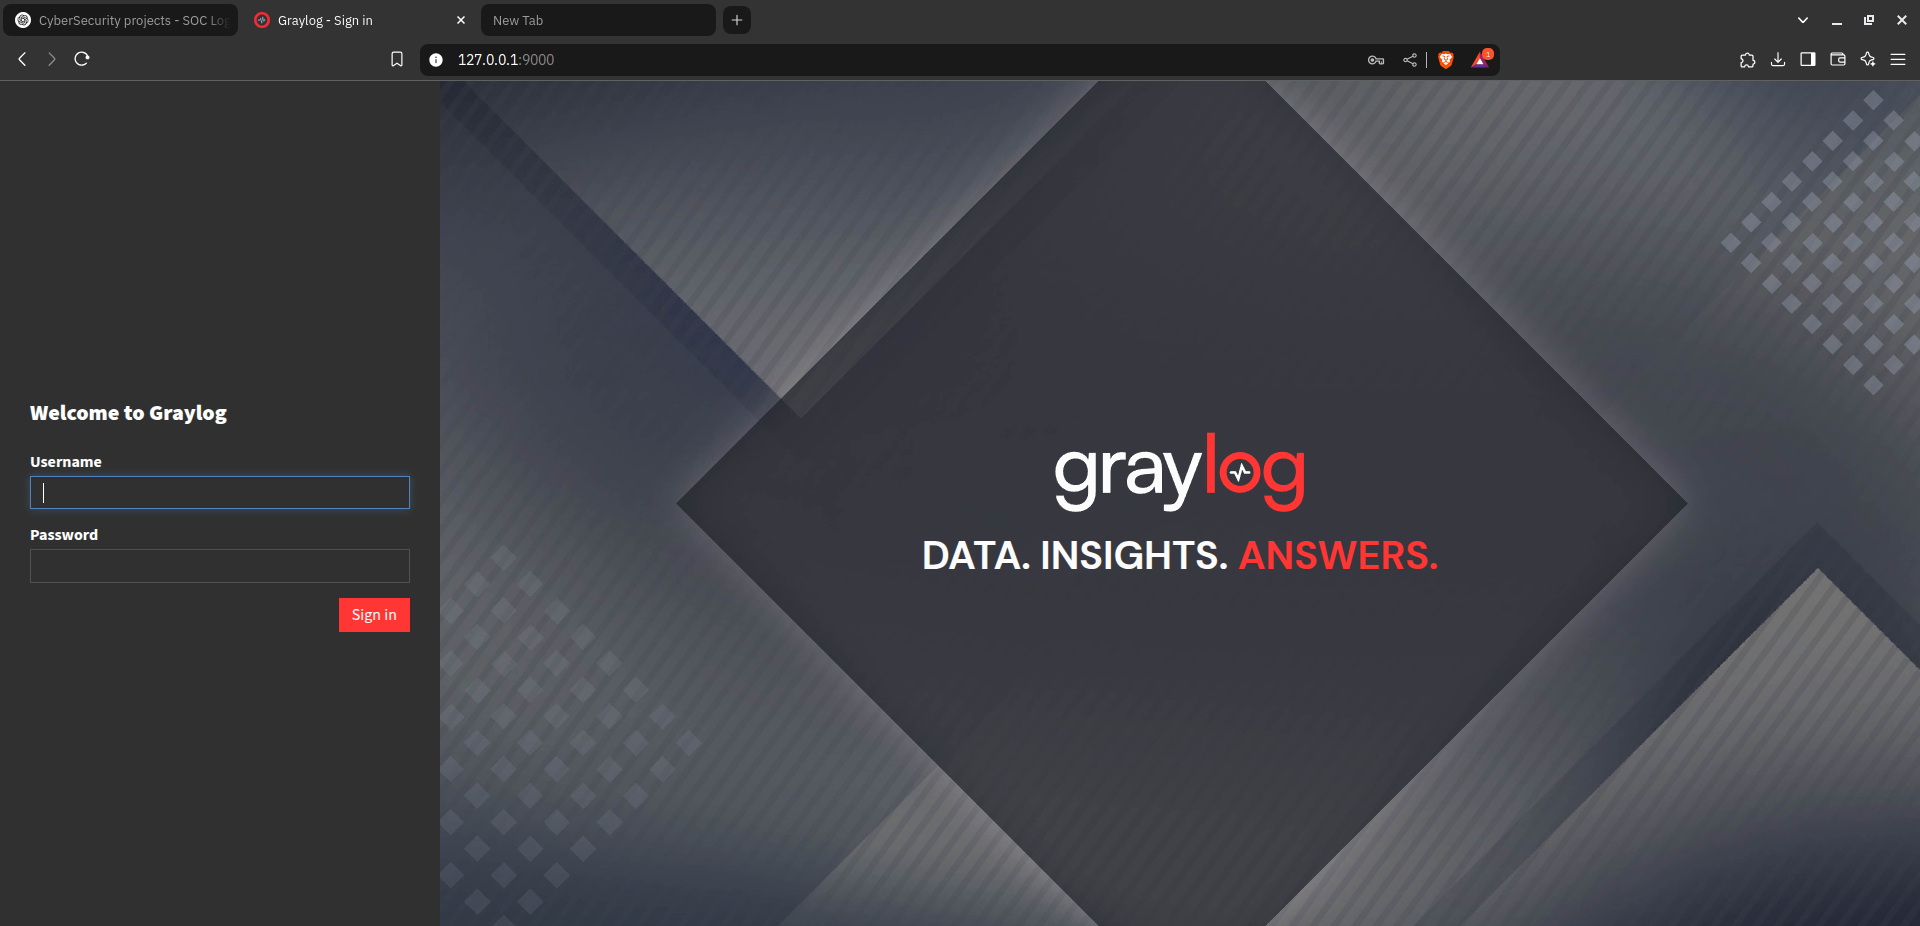 CyberSecurity projects - SOC Lo
Graylog - Sign in
New Tab
127.0.0.1:9000
1
Welcome to Graylog
Username
Password
Sign in
graylog
DATA. INSIGHTS. ANSWERS.